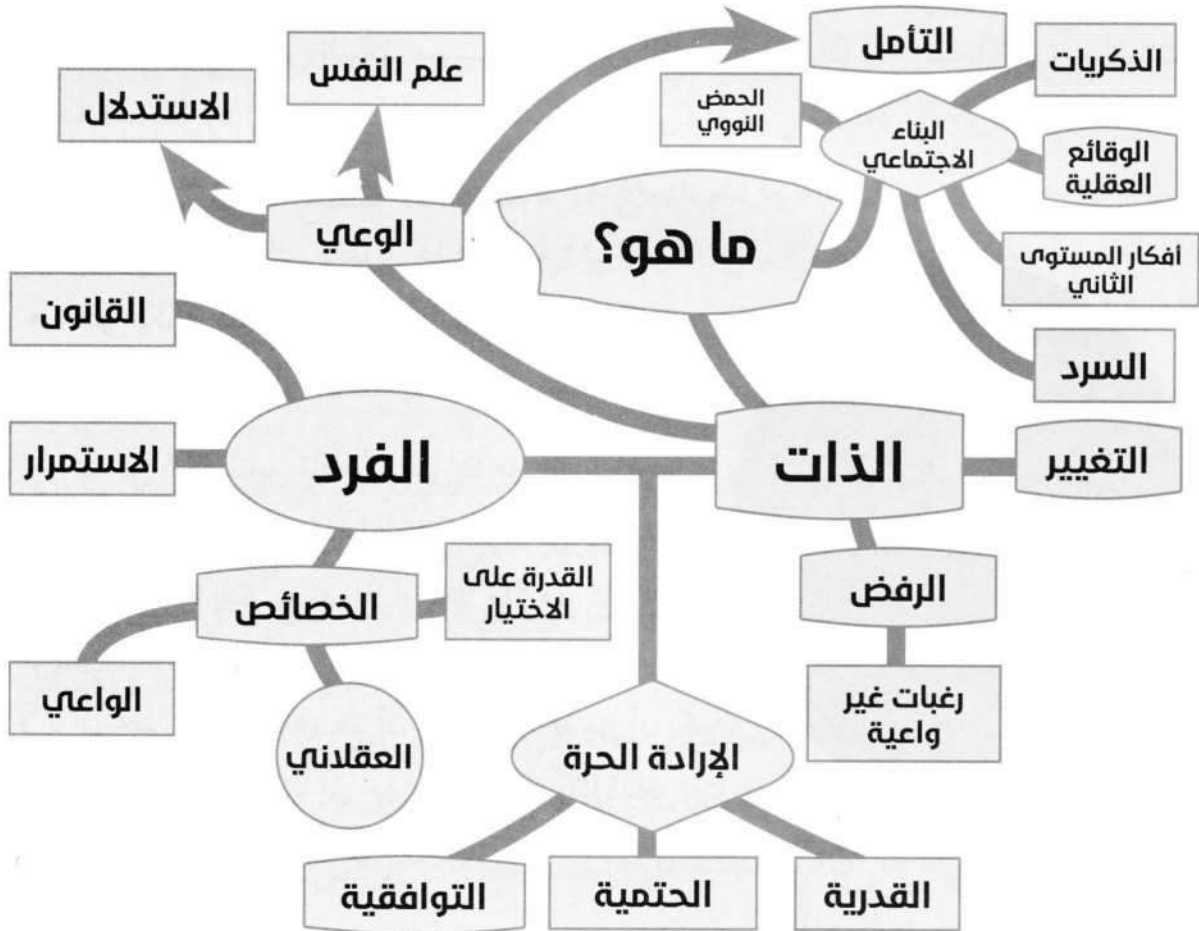 التأمل
الذكريات
علم النفس
الاستدلال
الحمض
النووي
البناء
الاجتماعي
الوقائع
العقلية
الوعي
ما هو؟
أفكار المستوى
الثاني
القانون
السرد
الفرد
الذات
التغيير
الاستمرار
القدرة على
الاختيار
الخصائص
الرفض
الواعي
العقلاني
رغبات غير
واعية
الإرادة الحرة
القدرية
الحتمية
التوافقية